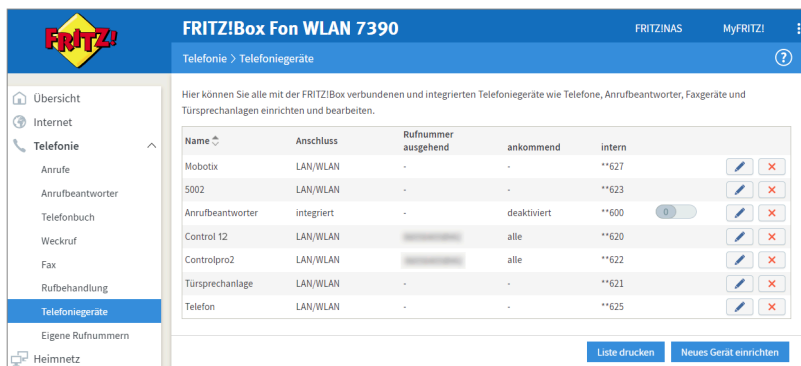 FRITZ!
FRITZ!Box Fon WLAN 7390
FRITZ!NAS
MyFRITZ!
Telefonie > Telefoniegeräte
?
Übersicht
Internet
Telefonie
Anrufe
Anrufbeantworter
Telefonbuch
Weckruf
Fax
Rufbehandlung
Telefoniegeräte
Eigene Rufnummern
Heimnetz
Hier können Sie alle mit der FRITZ!Box verbundenen und integrierten Telefoniegeräte wie Telefone, Anrufbeantworter, Faxgeräte und
Türsprechanlagen einrichten und bearbeiten.
Name Anschluss Rufnummer ausgehend ankommend intern
Mobotix LAN/WLAN - - **627
5002 LAN/WLAN - - **623
Anrufbeantworter integriert - deaktiviert **600 0
Control 12 LAN/WLAN alle **620
Controlpro2 LAN/WLAN alle **622
Türsprechanlage LAN/WLAN - - **621
Telefon LAN/WLAN - - **625
Liste drucken
Neues Gerät einrichten